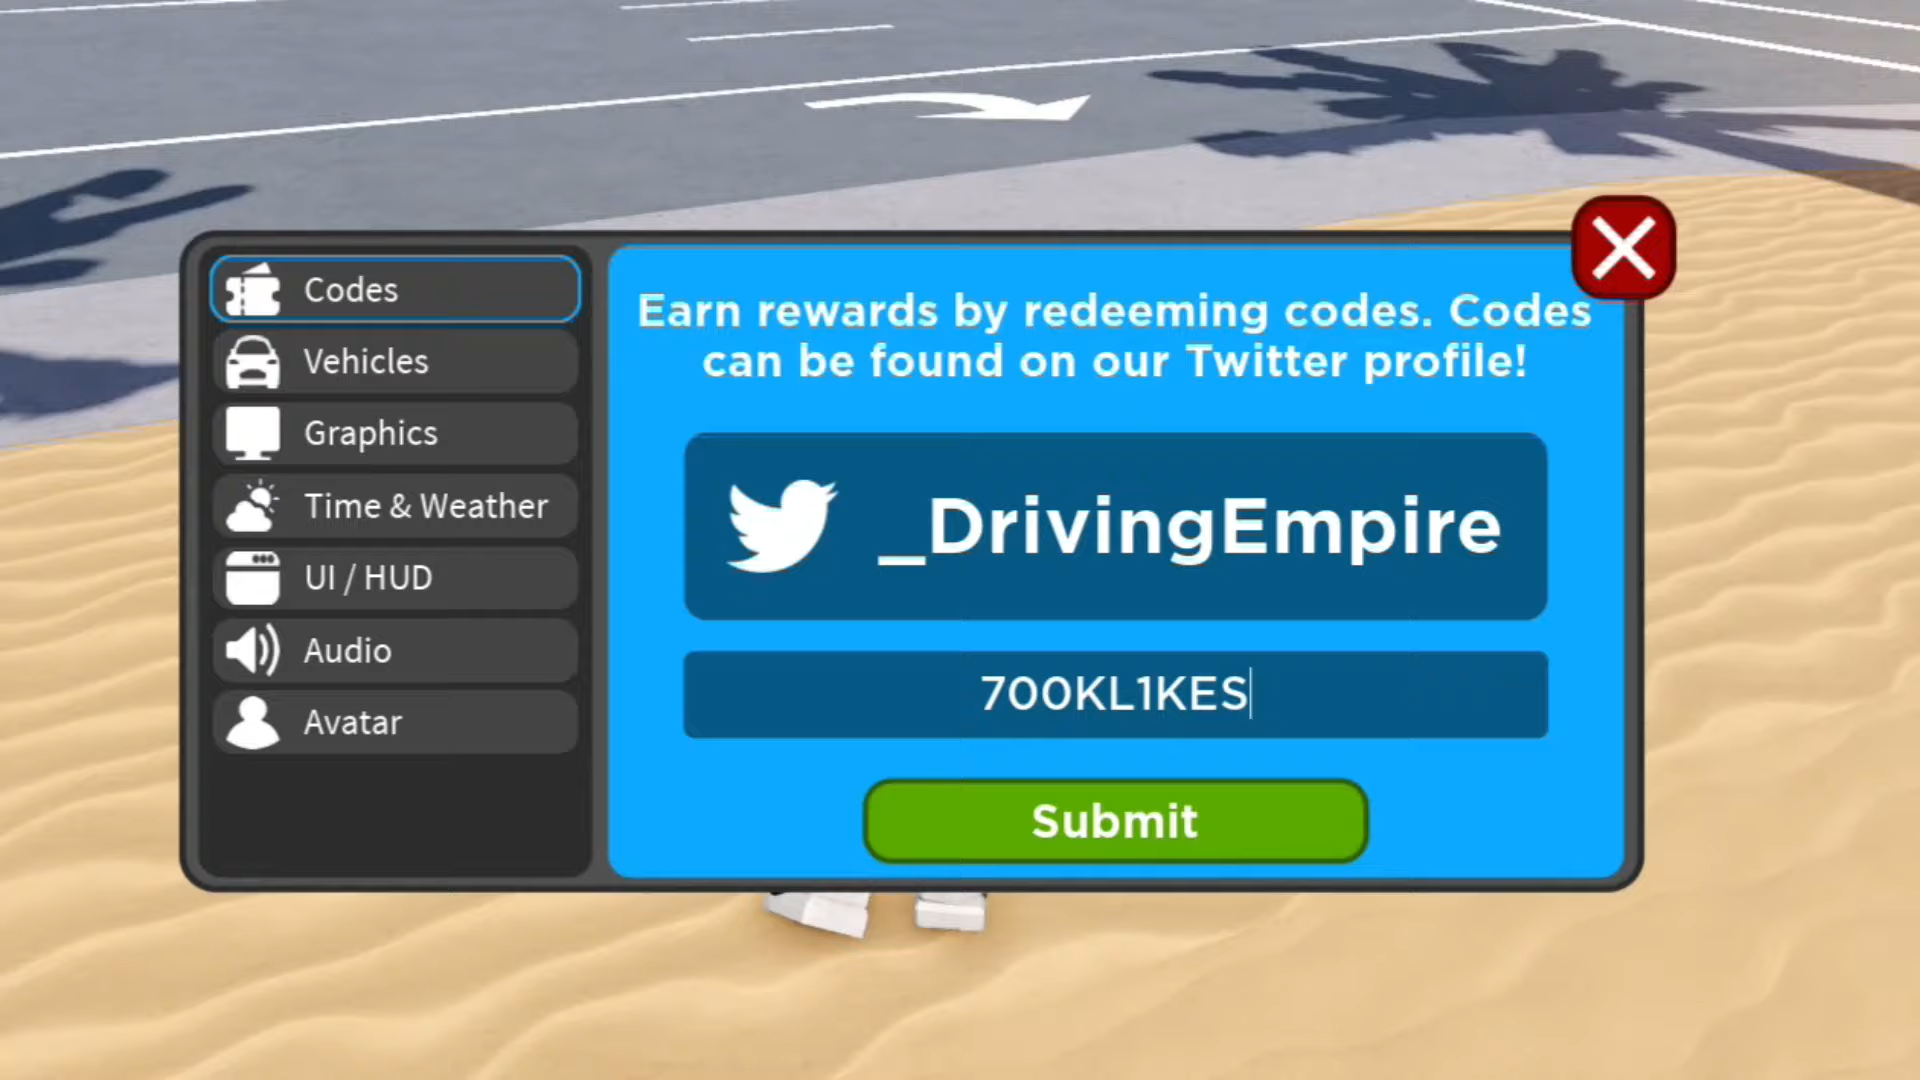 Codes
Vehicles
Graphics
Time & Weather
UI / HUD
Audio
Avatar
Earn rewards by redeeming codes. Codes
can be found on our Twitter profile!
_DrivingEmpire
700KL1KES
Submit